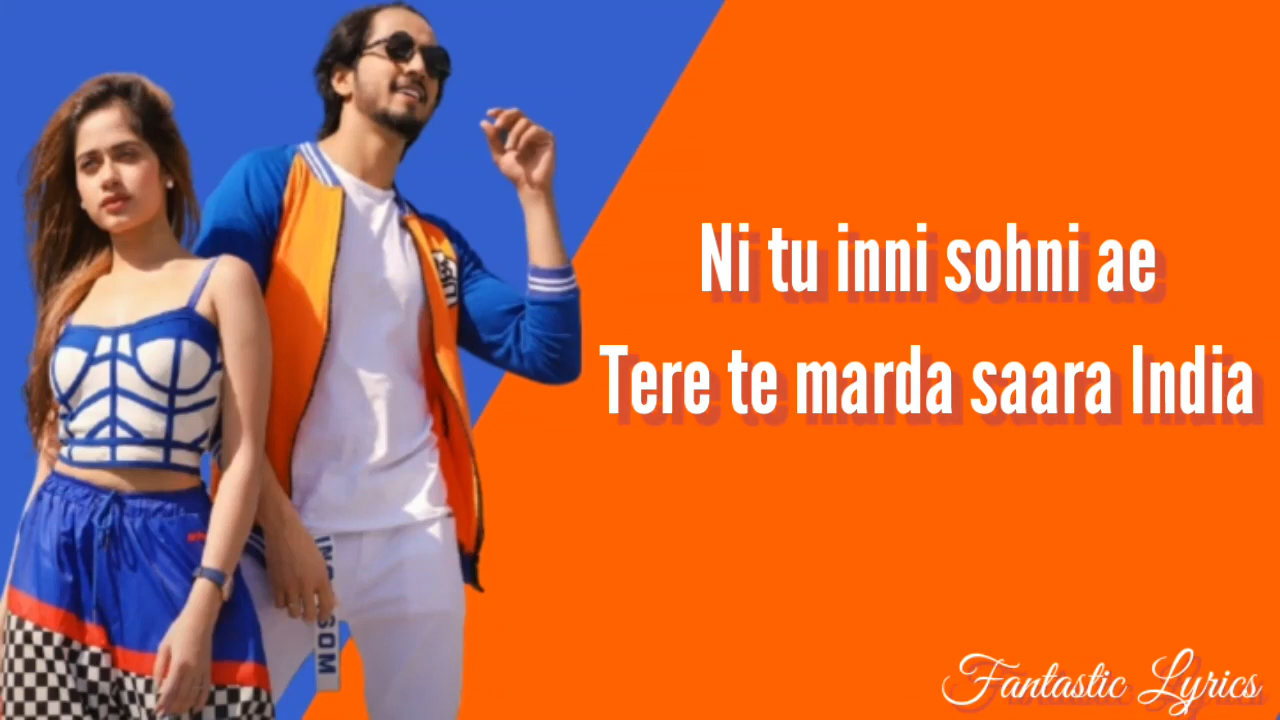 Ni tu inni sohni ae
Tere te marda saara India
Fantastic Lyrics